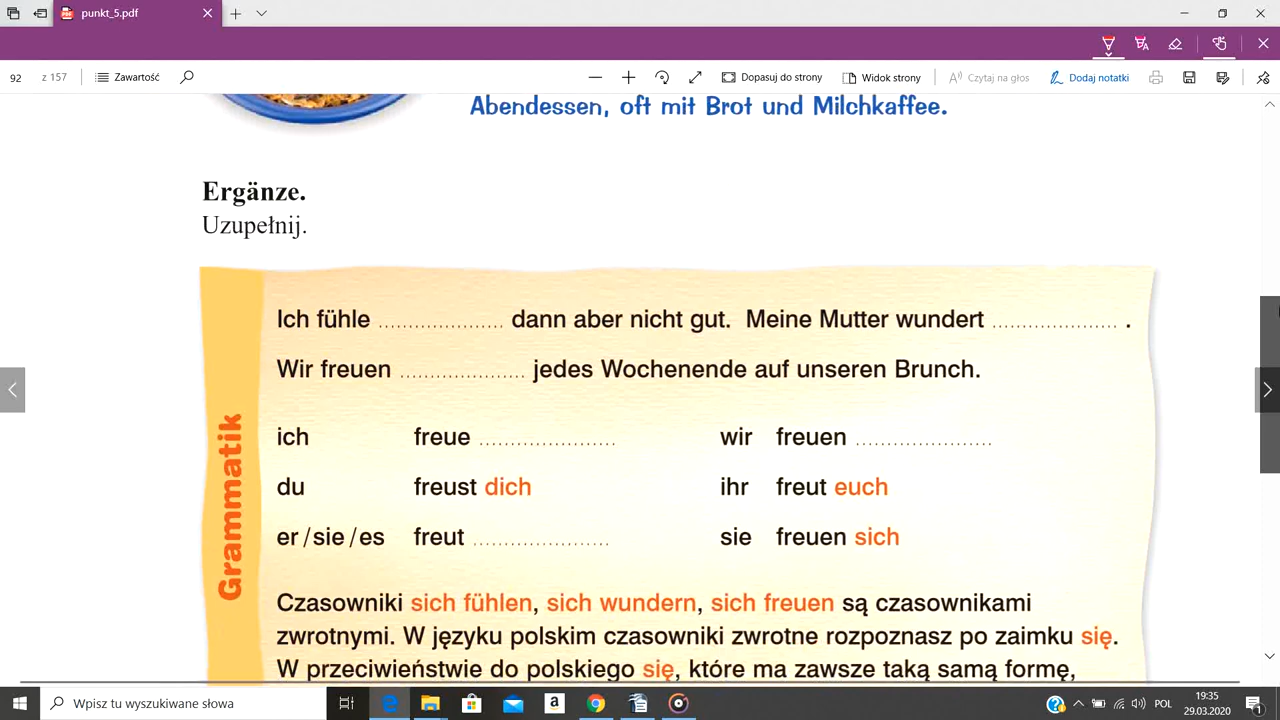 punkt_5.pdf
92 z 157 Zawartość Dopasuj do strony Widok strony Czytaj na głos Dodaj notatki
Abendessen, oft mit Brot und Milchkaffee.
Ergänze.
Uzupełnij.
Grammatik
Ich fühle ..................... dann aber nicht gut. Meine Mutter wundert ..................... .
Wir freuen ..................... jedes Wochenende auf unseren Brunch.
ich freue ....................... wir freuen .......................
du freust dich ihr freut euch
er/sie/es freut ....................... sie freuen sich
Czasowniki sich fühlen, sich wundern, sich freuen są czasownikami
zwrotnymi. W języku polskim czasowniki zwrotne rozpoznasz po zaimku się.
W przeciwieństwie do polskiego się, które ma zawsze taką samą formę,
Wpisz tu wyszukiwane słowa
POL
19:35
29.03.2020